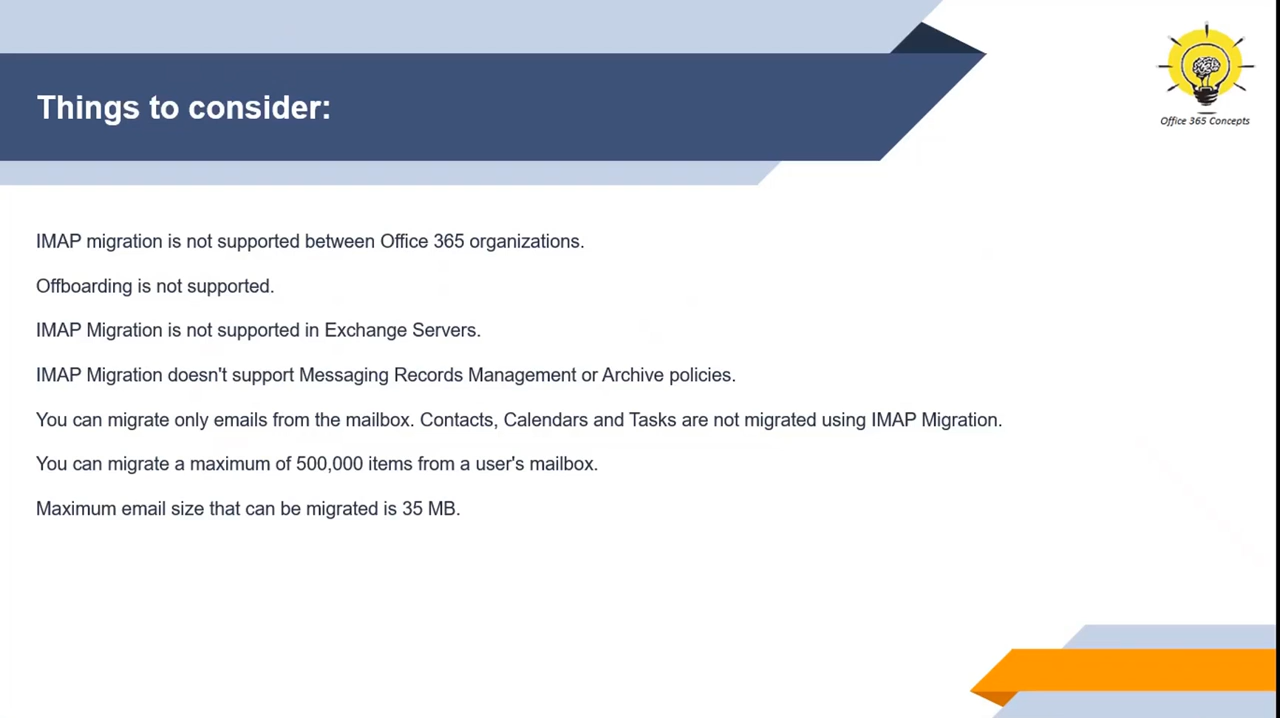 Things to consider:
Office 365 Concepts
IMAP migration is not supported between Office 365 organizations.
Offboarding is not supported.
IMAP Migration is not supported in Exchange Servers.
IMAP Migration doesn't support Messaging Records Management or Archive policies.
You can migrate only emails from the mailbox. Contacts, Calendars and Tasks are not migrated using IMAP Migration.
You can migrate a maximum of 500,000 items from a user's mailbox.
Maximum email size that can be migrated is 35 MB.